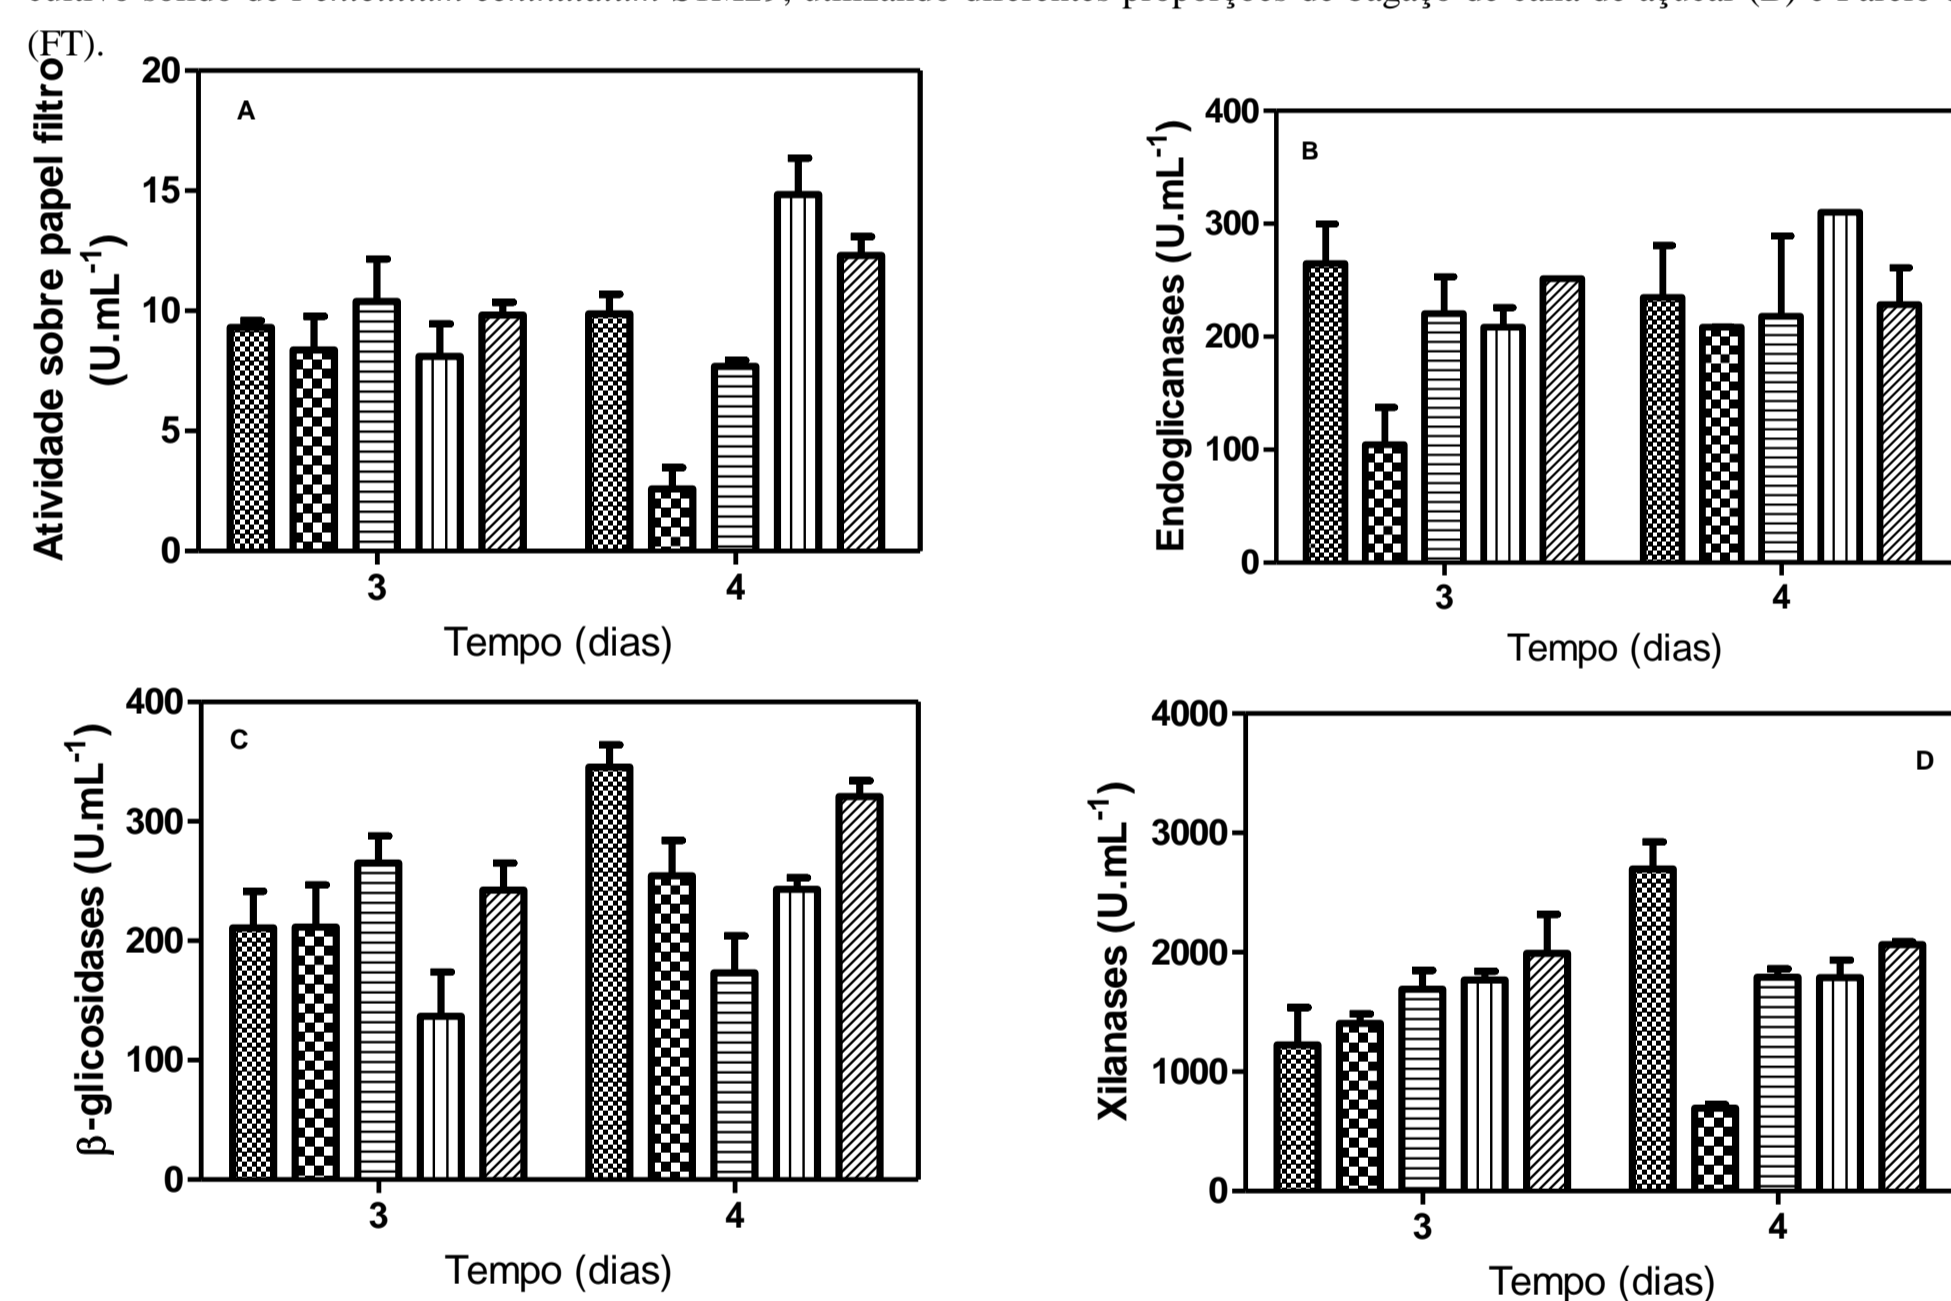 (FT).
20
15
10
5
0
A
3
4
Atividade sobre papel filtro
(U.mL-1)
Tempo (dias)
400
300
200
100
0
B
3
4
Endoglicanases (U.mL-1)
Tempo (dias)
400
300
200
100
0
C
3
4
β-glicosidases (U.mL-1)
Tempo (dias)
4000
3000
2000
1000
0
D
3
4
Xilanases (U.mL-1)
Tempo (dias)